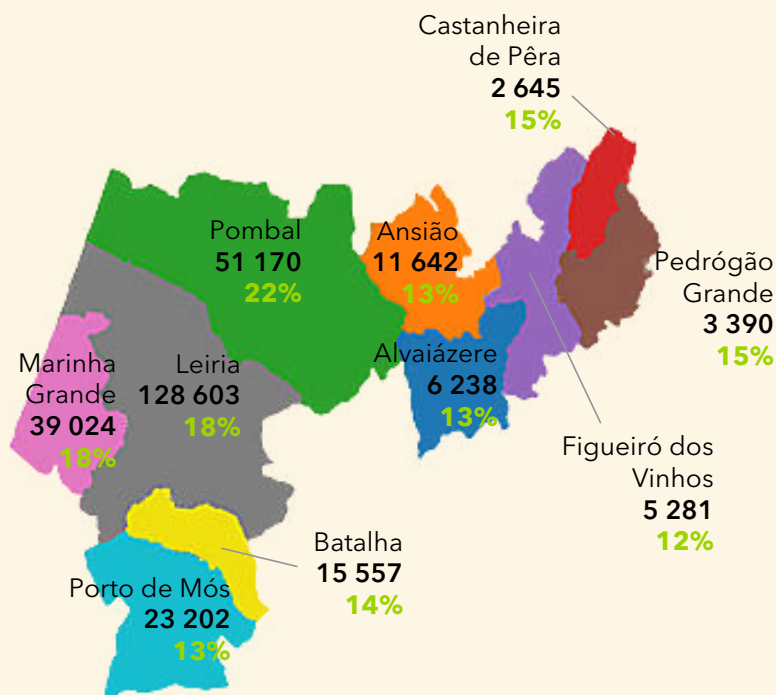 Castanheira
de Pêra
2 645
15%
Pombal
51 170
22%
Ansião
11 642
13%
Pedrógão
Grande
3 390
15%
Marinha
Grande
39 024
18%
Leiria
128 603
18%
Alvaiázere
6 238
13%
Figueiró dos
Vinhos
5 281
12%
Batalha
15 557
14%
Porto de Mós
23 202
13%